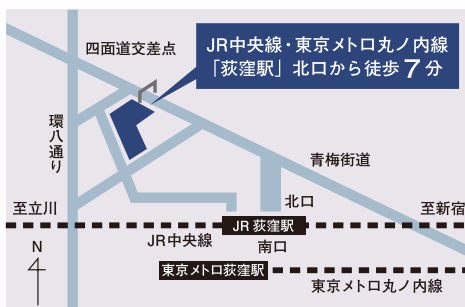 四面道交差点
JR中央線・東京メトロ丸ノ内線
「荻窪駅」北口から徒歩7分
環八通り
青梅街道
北口
至立川
至新宿
JR 荻窪駅
JR中央線
南口
N
東京メトロ荻窪駅
東京メトロ丸ノ内線